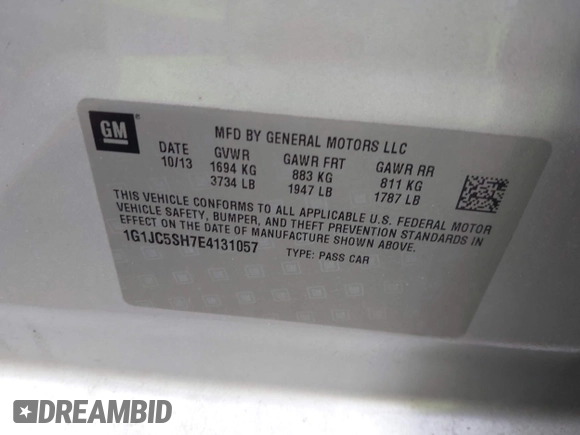 GM
MFD BY GENERAL MOTORS LLC
DATE GVWR GAWR FRT GAWR RR
10/13 1694 KG 883 KG 811 KG
3734 LB 1947 LB 1787 LB
THIS VEHICLE CONFORMS TO ALL APPLICABLE U.S. FEDERAL MOTOR
VEHICLE SAFETY, BUMPER, AND THEFT PREVENTION STANDARDS IN
EFFECT ON THE DATE OF MANUFACTURE SHOWN ABOVE.
1G1JC5SH7E4131057 TYPE: PASS CAR
DREAMBID